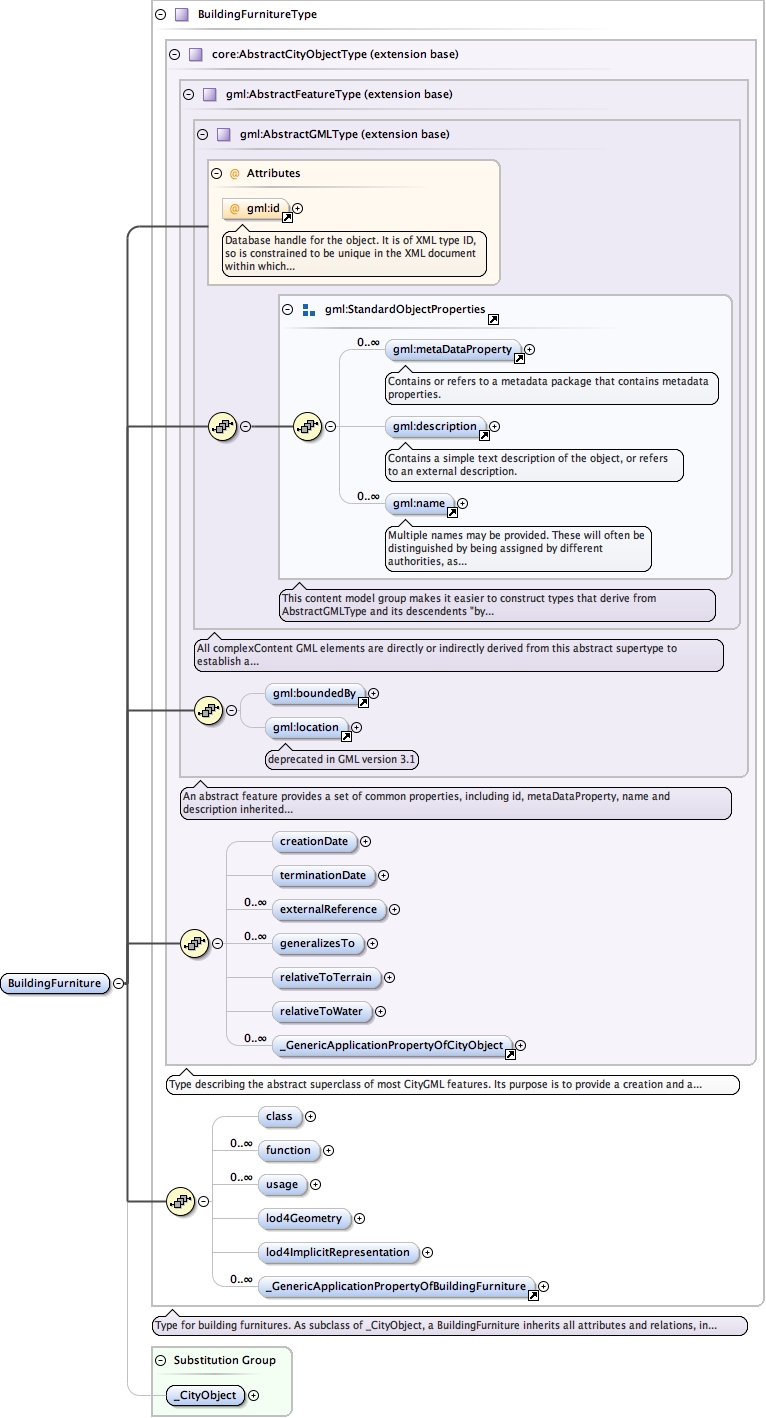 BuildingFurnitureType
core:AbstractCityObjectType (extension base)
gml:AbstractFeatureType (extension base)
gml:AbstractGMLType (extension base)
@ Attributes
@ gml:id
Database handle for the object. It is of XML type ID,
so is constrained to be unique in the XML document
within which...
gml:StandardObjectProperties
0..∞
gml:metaDataProperty
Contains or refers to a metadata package that contains metadata
properties.
gml:description
Contains a simple text description of the object, or refers
to an external description.
0..∞
gml:name
Multiple names may be provided. These will often be
distinguished by being assigned by different
authorities, as...
This content model group makes it easier to construct types that derive from
AbstractGMLType and its descendents "by...
All complexContent GML elements are directly or indirectly derived from this abstract supertype to
establish a...
gml:boundedBy
gml:location
deprecated in GML version 3.1
An abstract feature provides a set of common properties, including id, metaDataProperty, name and
description inherited...
creationDate
terminationDate
0..∞
externalReference
0..∞
generalizesTo
relativeToTerrain
relativeToWater
0..∞
_GenericApplicationPropertyOfCityObject
BuildingFurniture
Type describing the abstract superclass of most CityGML features. Its purpose is to provide a creation and a...
class
0..∞
function
0..∞
usage
lod4Geometry
lod4ImplicitRepresentation
0..∞
_GenericApplicationPropertyOfBuildingFurniture
Type for building furnitures. As subclass of _CityObject, a BuildingFurniture inherits all attributes and relations, in...
Substitution Group
_CityObject